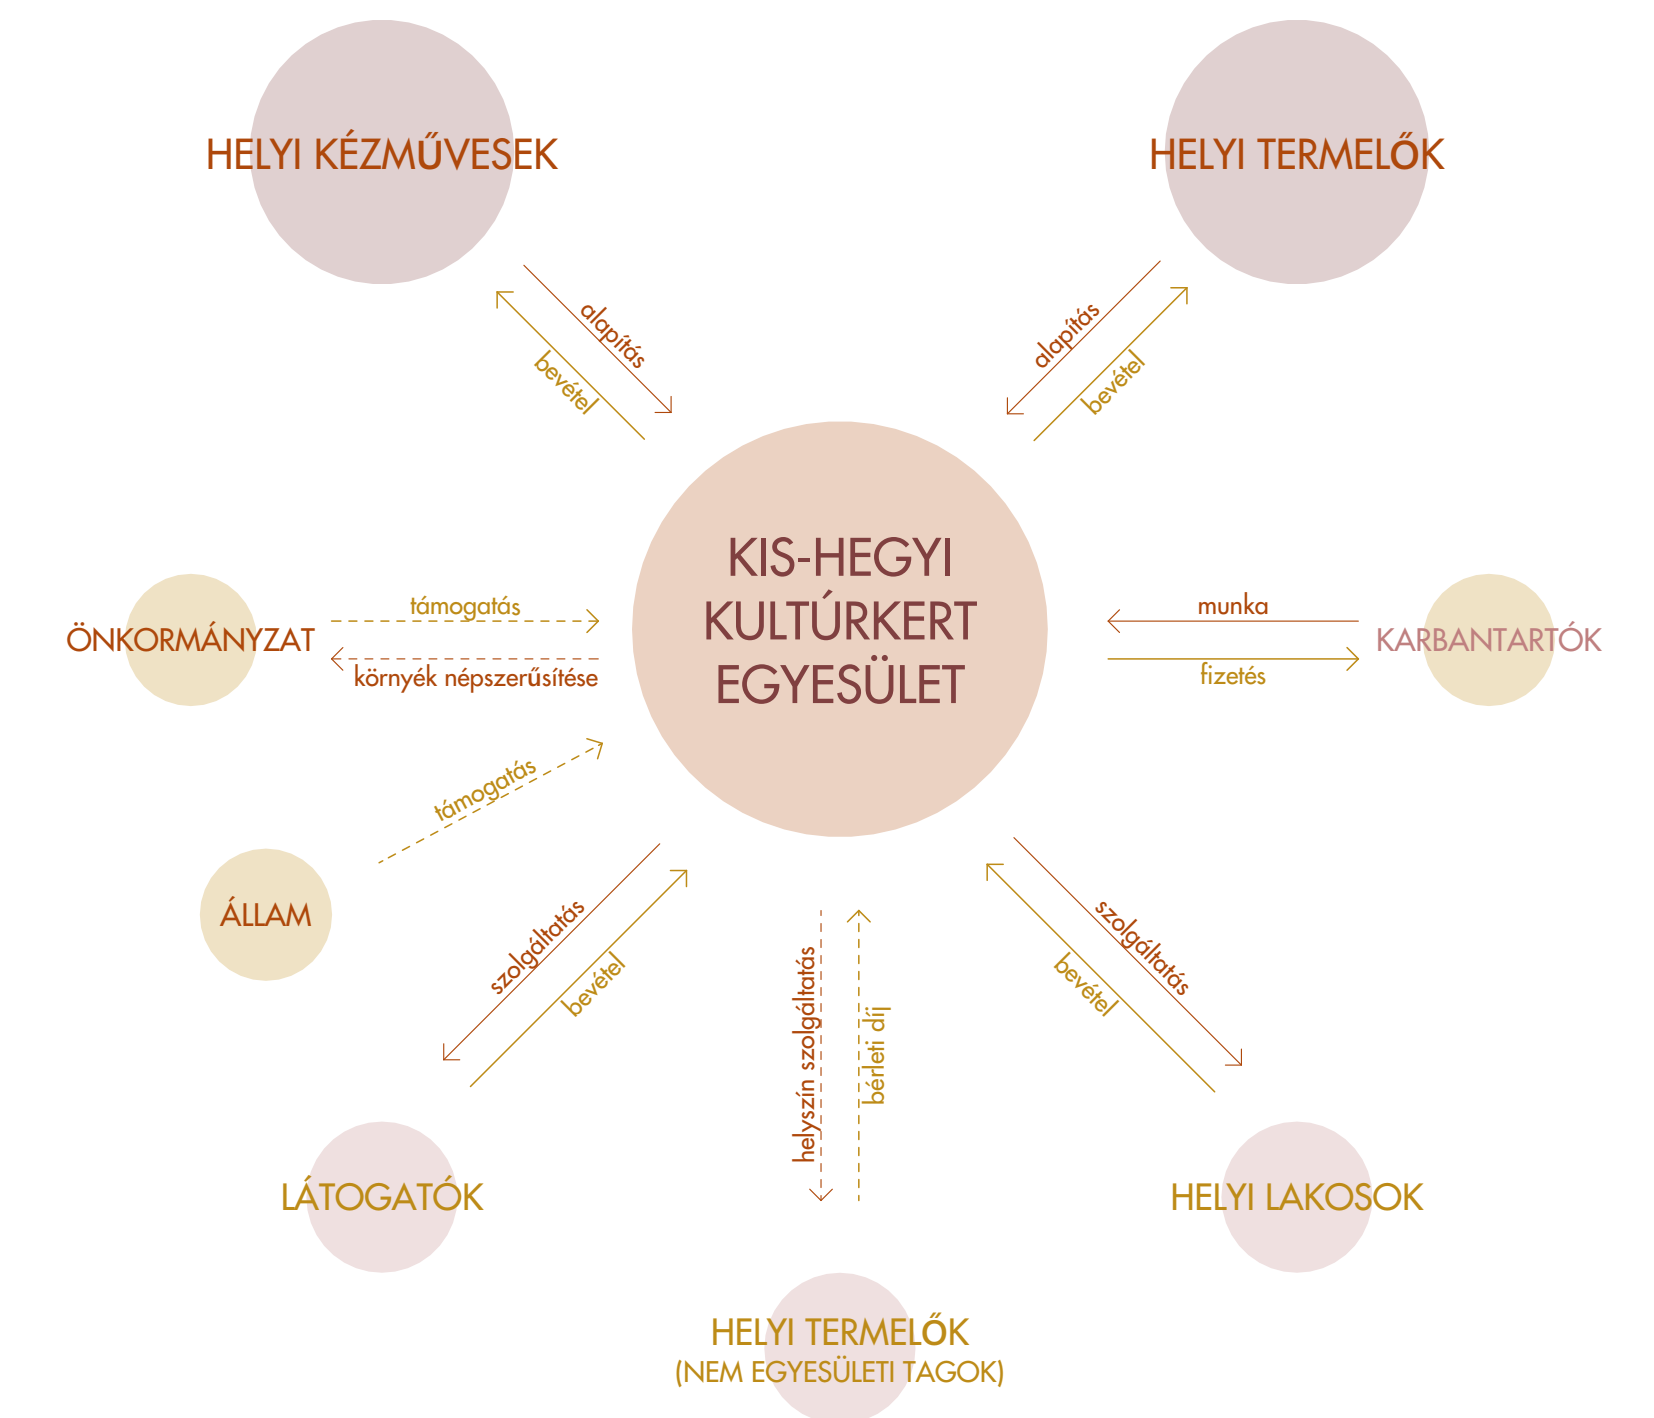 HELYI KÉZMŰVESEK
HELYI TERMELŐK
alapítás
bevétel
alapítás
bevétel
KIS-HEGYI
KULTÚRKERT
EGYESÜLET
támogatás
ÖNKORMÁNYZAT
környék népszerűsítése
munka
KARBANTARTÓK
fizetés
támogatás
ÁLLAM
szolgáltatás
bevétel
helyszín szolgáltatás
bérleti díj
szolgáltatás
bevétel
LÁTOGATÓK
HELYI LAKOSOK
HELYI TERMELŐK
(NEM EGYESÜLETI TAGOK)